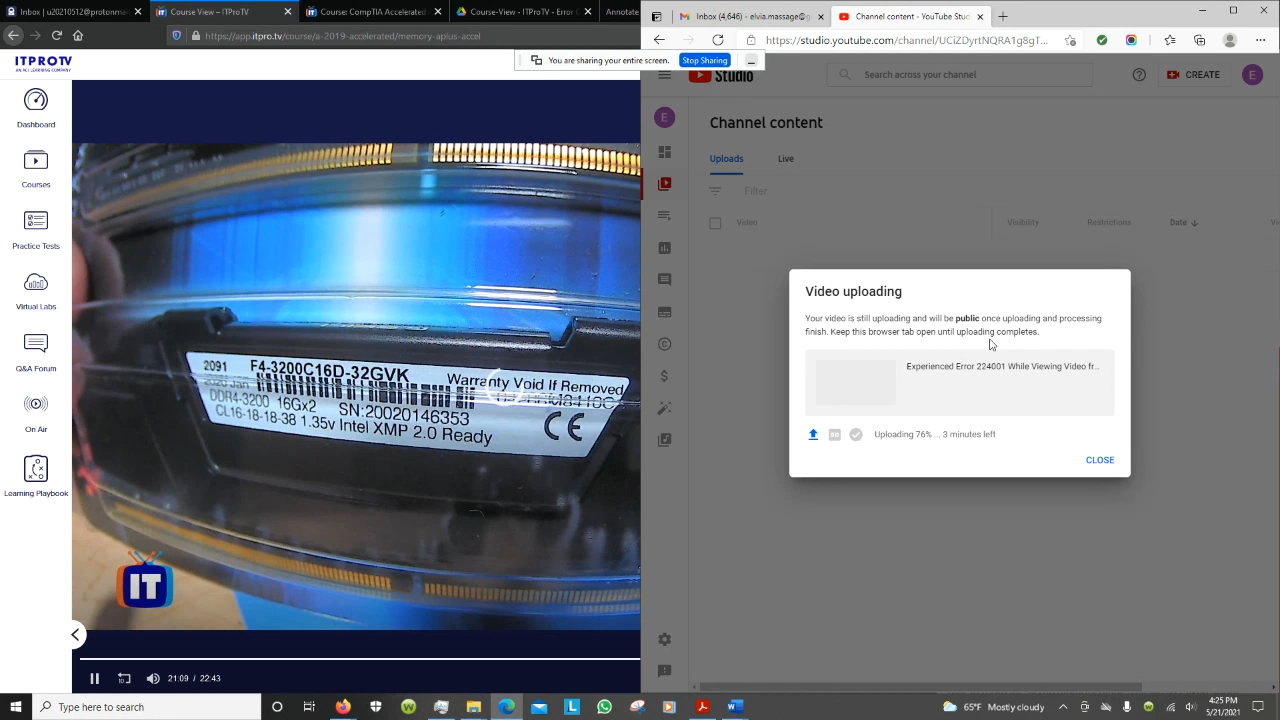 Inbox | u20210512@protonmail
Course View – ITProTV
Course: CompTIA Accelerated
Google Drive - ITProTV - Error C
Annotate
https://app.itpro.tv/course/a-2019-accelerated/memory-aplus-accel
You are sharing your entire screen.
Stop Sharing
Inbox (4,646) - elvia.massage@g
Channel content - YouTube Stud
https://studio.youtube.com/channel/UCiZDyrtNQRA1g8gT...
ITPROTV
AN ACI LEARNING COMPANY
Dashboard
Courses
Practice Tests
Virtual Labs
Q&A Forum
On Air
Learning Playbook
2091 F4-3200C16D-32GVK
2020 Jan Warranty Void If Removed
DDR4-3200 16Gx2 SN:20020146353
CL16-18-18-38 1.35v Intel XMP 2.0 Ready CE
IT
21:09 / 22:43
10
Studio
Search across your channel
CREATE
E
E
Channel content
Uploads
Live
Filter
Video
Visibility
Restrictions
Date
Video uploading
Your video is still uploading and will be public once uploading and processing
finish. Keep this browser tab open until uploading completes.
Experienced Error 224001 While Viewing Video fr...
Uploading 76% ... 3 minutes left
CLOSE
Type here to search
65°F Mostly cloudy
4:25 PM
5/21/2021